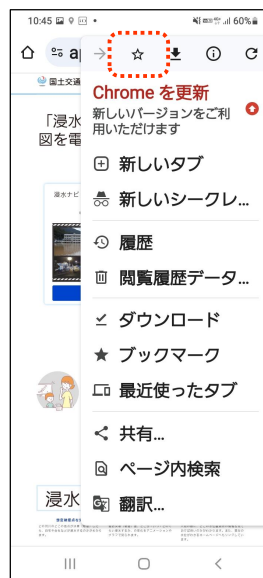 10:45
60%
a
国土交通
Chrome を更新
新しいバージョンをご利
用いただけます
「浸水
図を電
新しいタブ
新しいシークレ...
浸水ナビ
履歴
閲覧履歴データ...
ダウンロード
ブックマーク
最近使ったタブ
共有...
ページ内検索
浸水
翻訳...